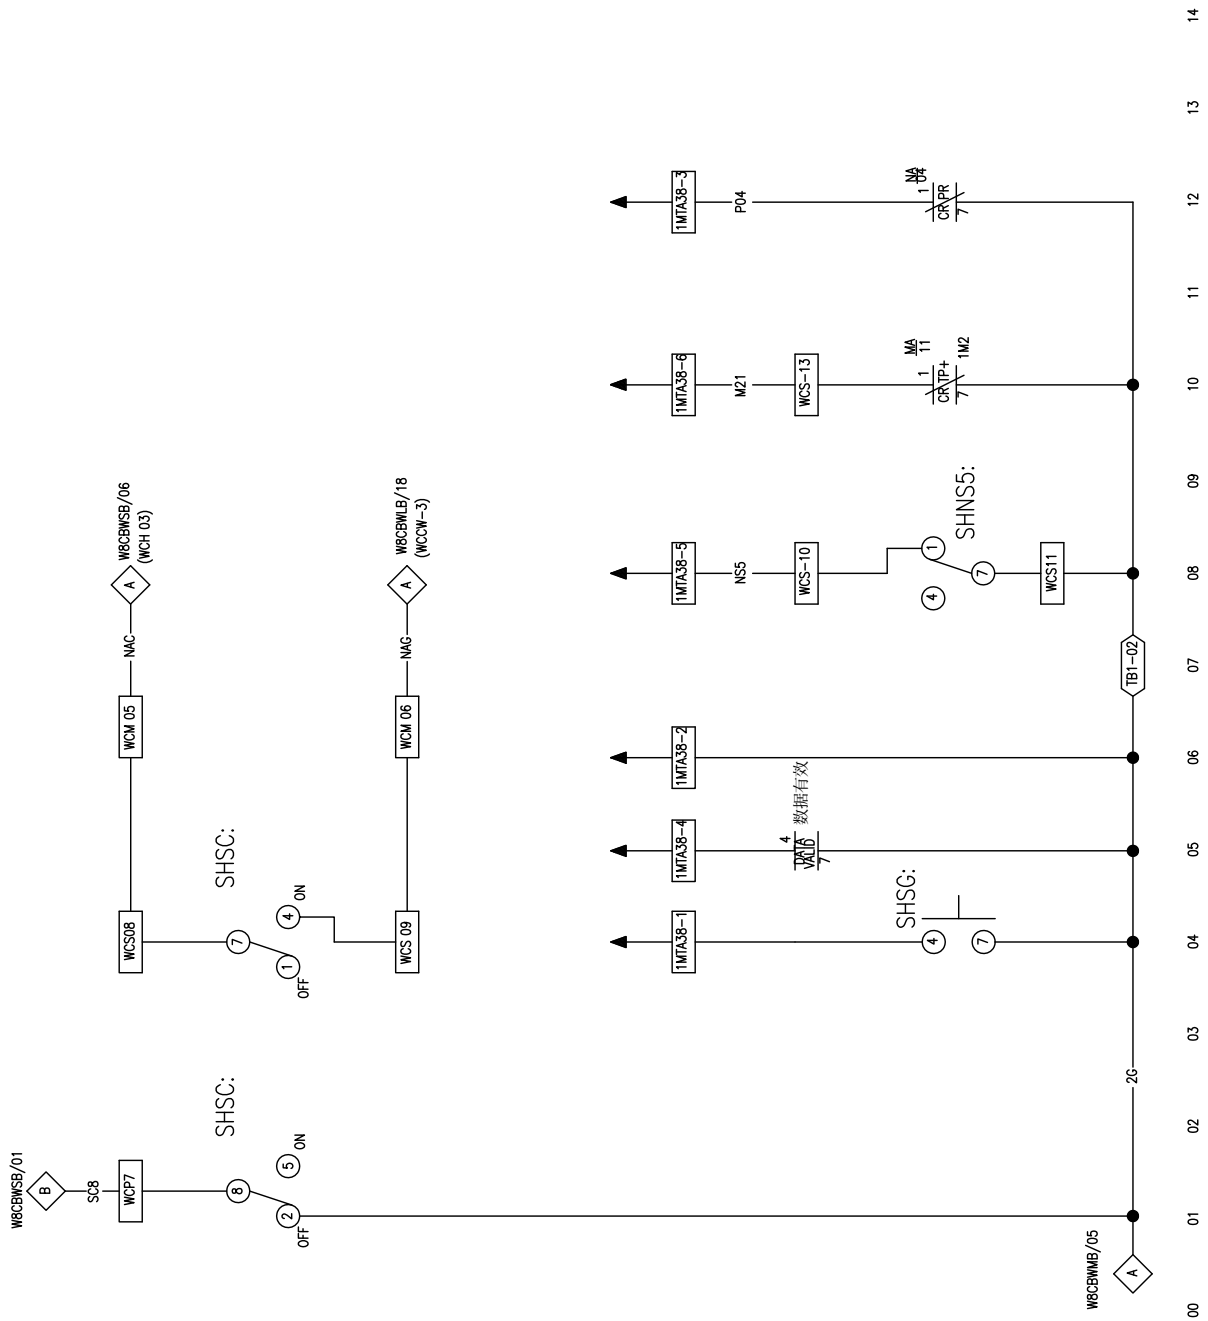 W8CBWSB/01
B
SC8
WCP7
SHSC:
8
2
5
OFF
ON
W8CBWMB/05
A
2G
W8CBWSB/06
(WCH 03)
A
NAC
WCM 05
WCS08
SHSC:
7
1
4
OFF
ON
WCS 09
WCM 06
NAG
A
W8CBWLB/18
(WCCW-3)
1MTA38-1
SHSG:
4
7
1MTA38-4
4
DATA
VALID
7
数据有效
1MTA38-2
TB1-02
1MTA38-5
NS5
WCS-10
SHNS5:
4
1
7
WCS11
1MTA38-6
M21
WCS-13
MA
11
1
CR TP+
7
1M2
1MTA38-3
P04
NA
04
1
CR PR
7
00
01
02
03
04
05
06
07
08
09
10
11
12
13
14